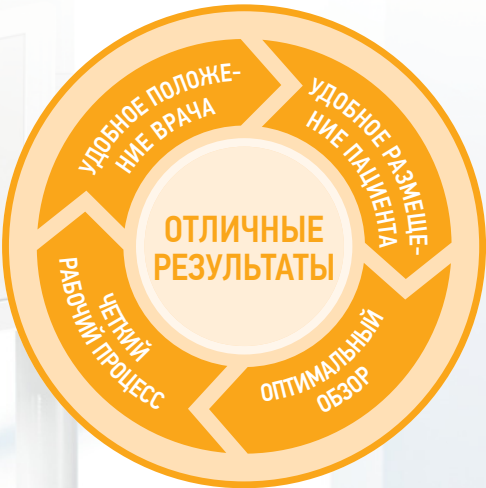 УДОБНОЕ ПОЛОЖЕ-
НИЕ ВРАЧА
УДОБНОЕ РАЗМЕЩЕ-
НИЕ ПАЦИЕНТА
ОПТИМАЛЬНЫЙ
ОБЗОР
ЧЕТКИЙ
РАБОЧИЙ ПРОЦЕСС
ОТЛИЧНЫЕ
РЕЗУЛЬТАТЫ